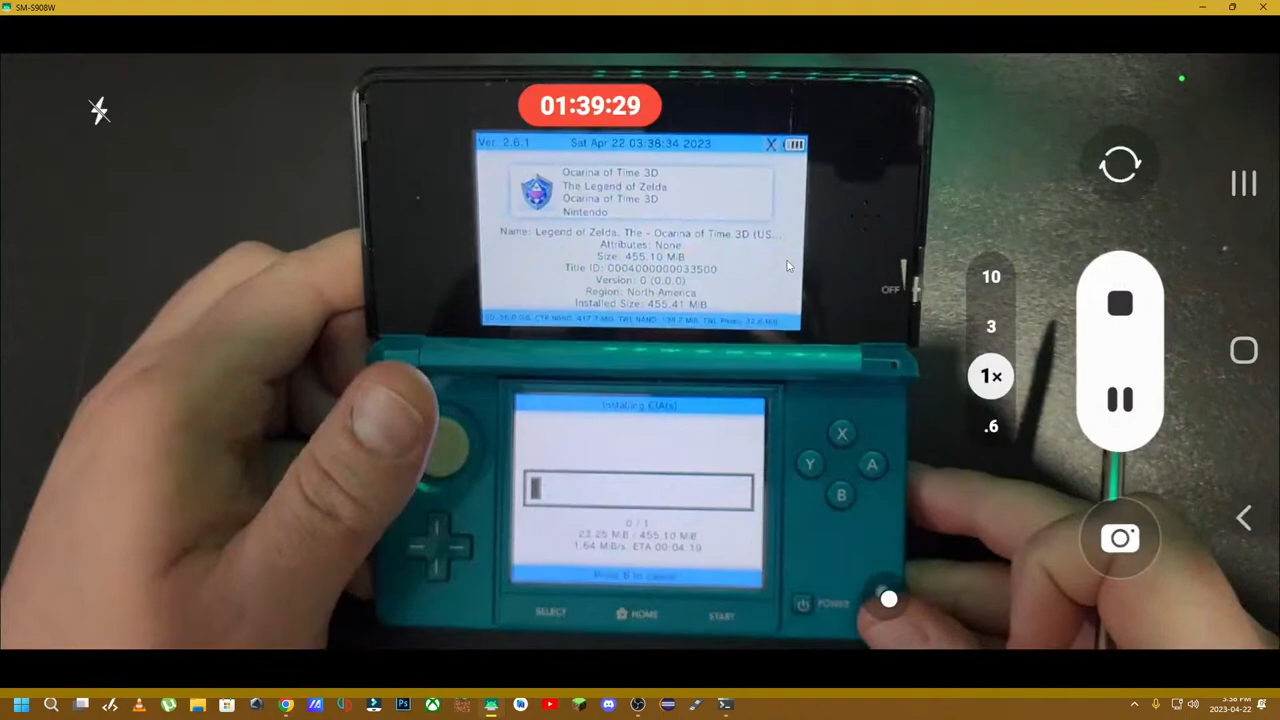 SM-S908W
01:39:29
Ver. 2.6.1 Sat Apr 22 03:38:34 2023
Ocarina of Time 3D
The Legend of Zelda
Ocarina of Time 3D
Nintendo
Name: Legend of Zelda, The - Ocarina of Time 3D (US...
Attributes: None
Size: 455.10 MiB
Title ID: 0004000000033500
Version: 0 (0.0.0)
Region: North America
Installed Size: 455.41 MiB
OFF
10
3
1×
.6
Installing CIA(s)
0 / 1
23.25 MiB / 455.10 MiB
1.64 MiB/s, ETA 00:04:19
Press B to cancel
X
Y
A
B
SELECT
HOME
START
POWER
3:38 PM
2023-04-22